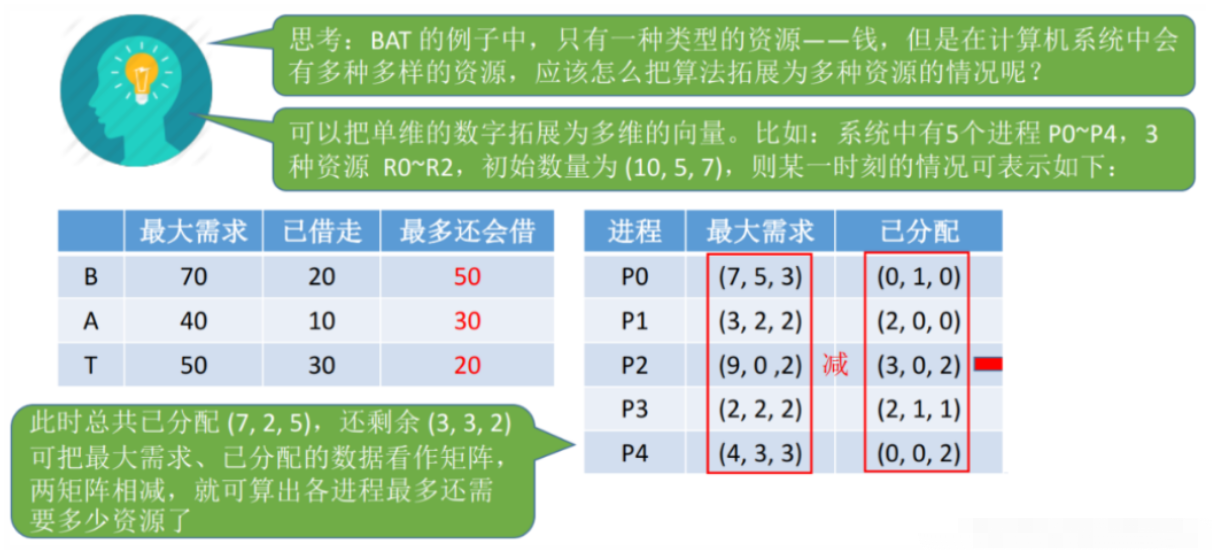 思考：BAT 的例子中，只有一种类型的资源——钱，但是在计算机系统中会
有多种多样的资源，应该怎么把算法拓展为多种资源的情况呢？
可以把单维的数字拓展为多维的向量。比如：系统中有5个进程 P0~P4，3
种资源 R0~R2，初始数量为 (10, 5, 7)，则某一时刻的情况可表示如下：
最大需求 已借走 最多还会借
B 70 20 50
A 40 10 30
T 50 30 20
进程 最大需求 已分配
P0 (7, 5, 3) (0, 1, 0)
P1 (3, 2, 2) (2, 0, 0)
P2 (9, 0 ,2) 减 (3, 0, 2)
P3 (2, 2, 2) (2, 1, 1)
P4 (4, 3, 3) (0, 0, 2)
此时总共已分配 (7, 2, 5)，还剩余 (3, 3, 2)
可把最大需求、已分配的数据看作矩阵，
两矩阵相减，就可算出各进程最多还需
要多少资源了